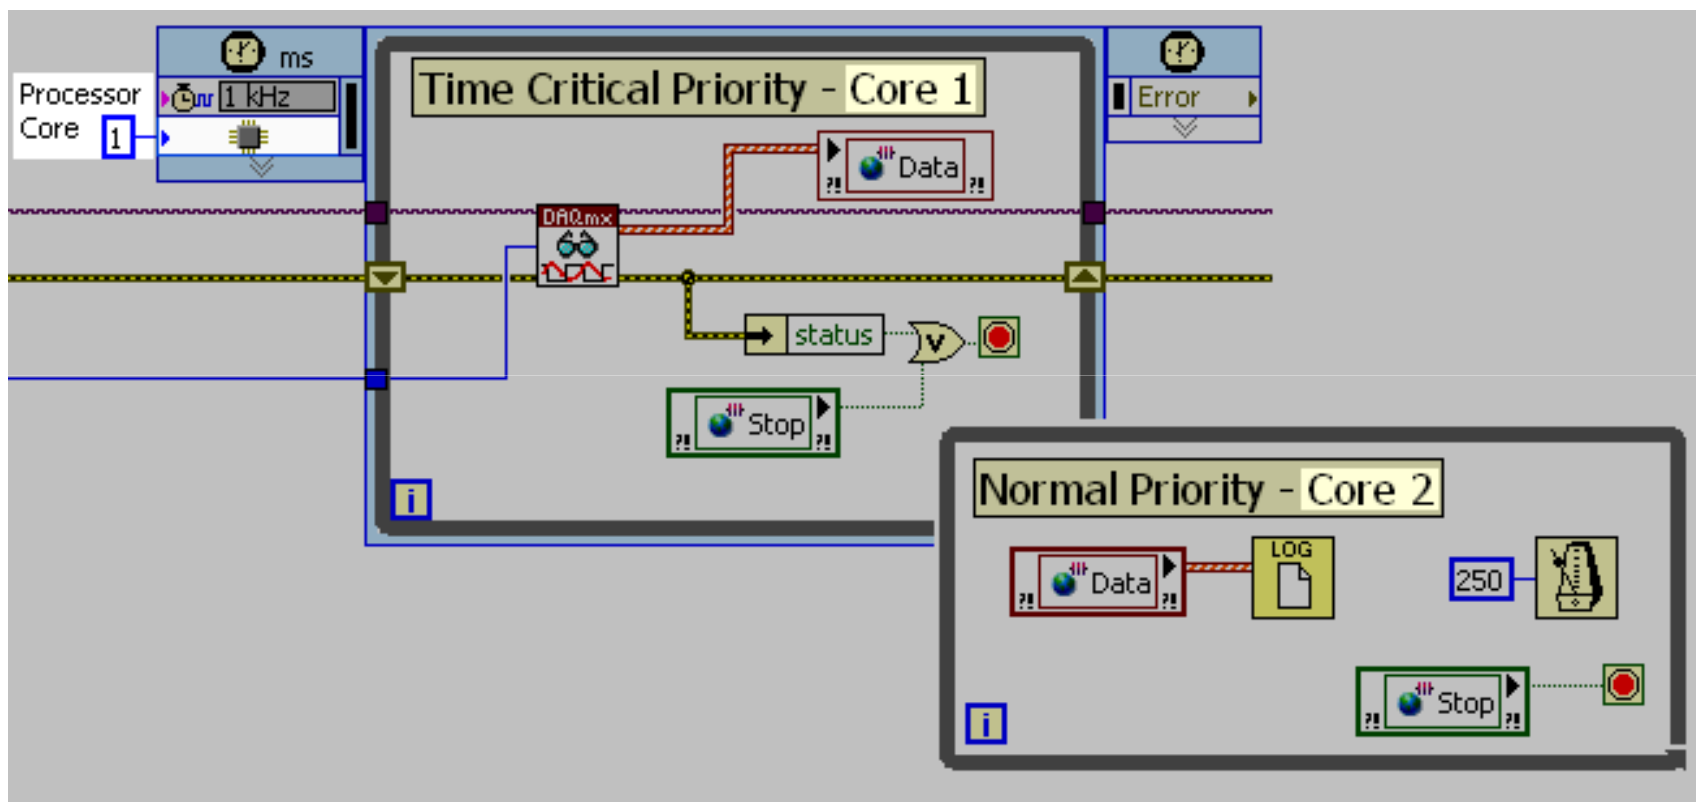 ms
Processor
Core 1
1 kHz
Time Critical Priority - Core 1
Error
?!
Data
?!
DAQmx
status
V
?!
Stop
?!
i
Normal Priority - Core 2
?!
Data
?!
LOG
250
?!
Stop
?!
i